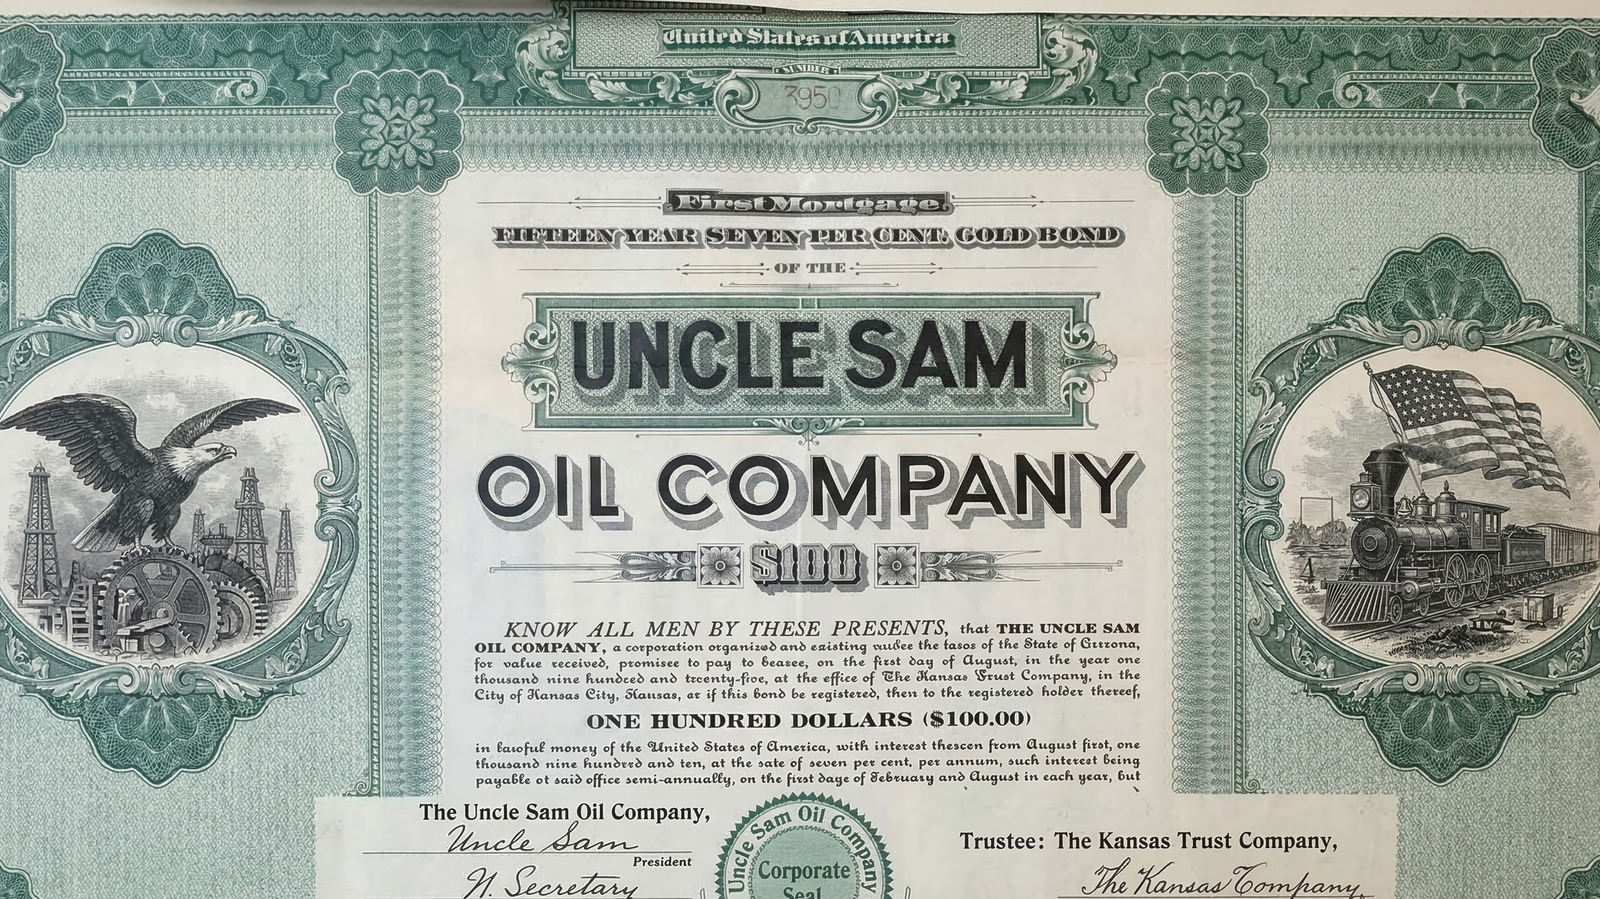 United States of America
NUMBER
3950
First Mortgage
FIFTEEN YEAR SEVEN PER CENT. GOLD BOND
OF THE
UNCLE SAM
OIL COMPANY
$100
KNOW ALL MEN BY THESE PRESENTS, that THE UNCLE SAM
OIL COMPANY, a corporation organized and existing the of the State of
for value received, promises to pay to bearer, on the first day of August, in the year one
thousand nine hundred and, at the office of The Kansas Trust Company, in the
City of Kansas City, Kansas, or if this bond be registered, then to the registered holder thereof,
ONE HUNDRED DOLLARS ($100.00)
in lawful money of the United States of America, with interest from August first, one
thousand nine hundred and ten, at the of seven per cent, per annum, such interest being
payable at said office semi-annually, on the first days of February and August in each year, but
The Uncle Sam Oil Company,
Uncle Sam
President
N. Secretary
Uncle Sam Oil Company
Corporate
Seal
Trustee: The Kansas Trust Company,
The Kansas Company,